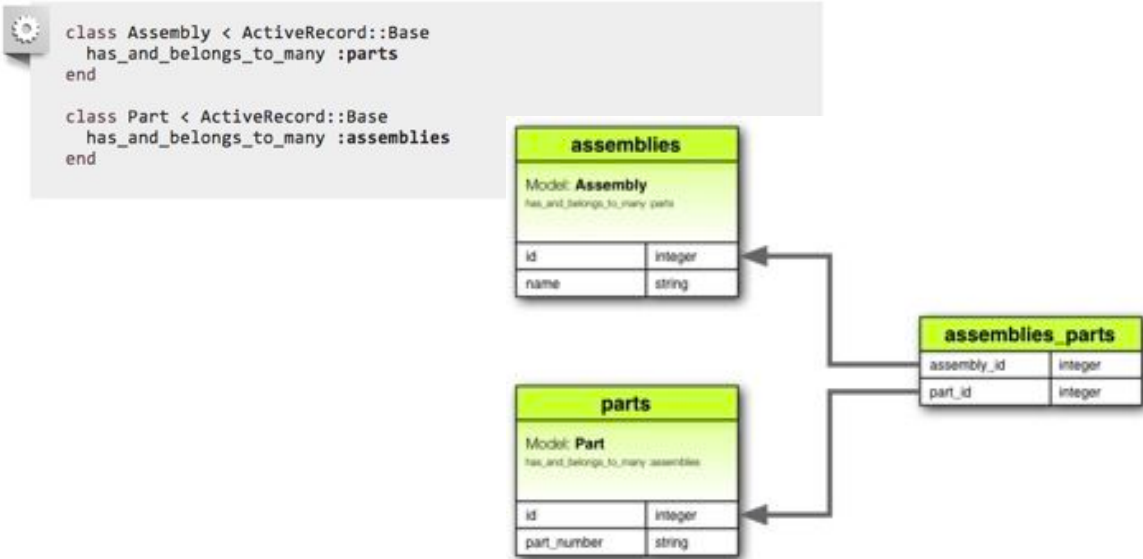 class Assembly < ActiveRecord::Base
has_and_belongs_to_many :parts
end
class Part < ActiveRecord::Base
has_and_belongs_to_many :assemblies
end
assemblies
Model: Assembly
has_and_belongs_to_many :parts
id integer
name string
assemblies_parts
assembly_id integer
part_id integer
parts
Model: Part
has_and_belongs_to_many :assemblies
id integer
part_number string